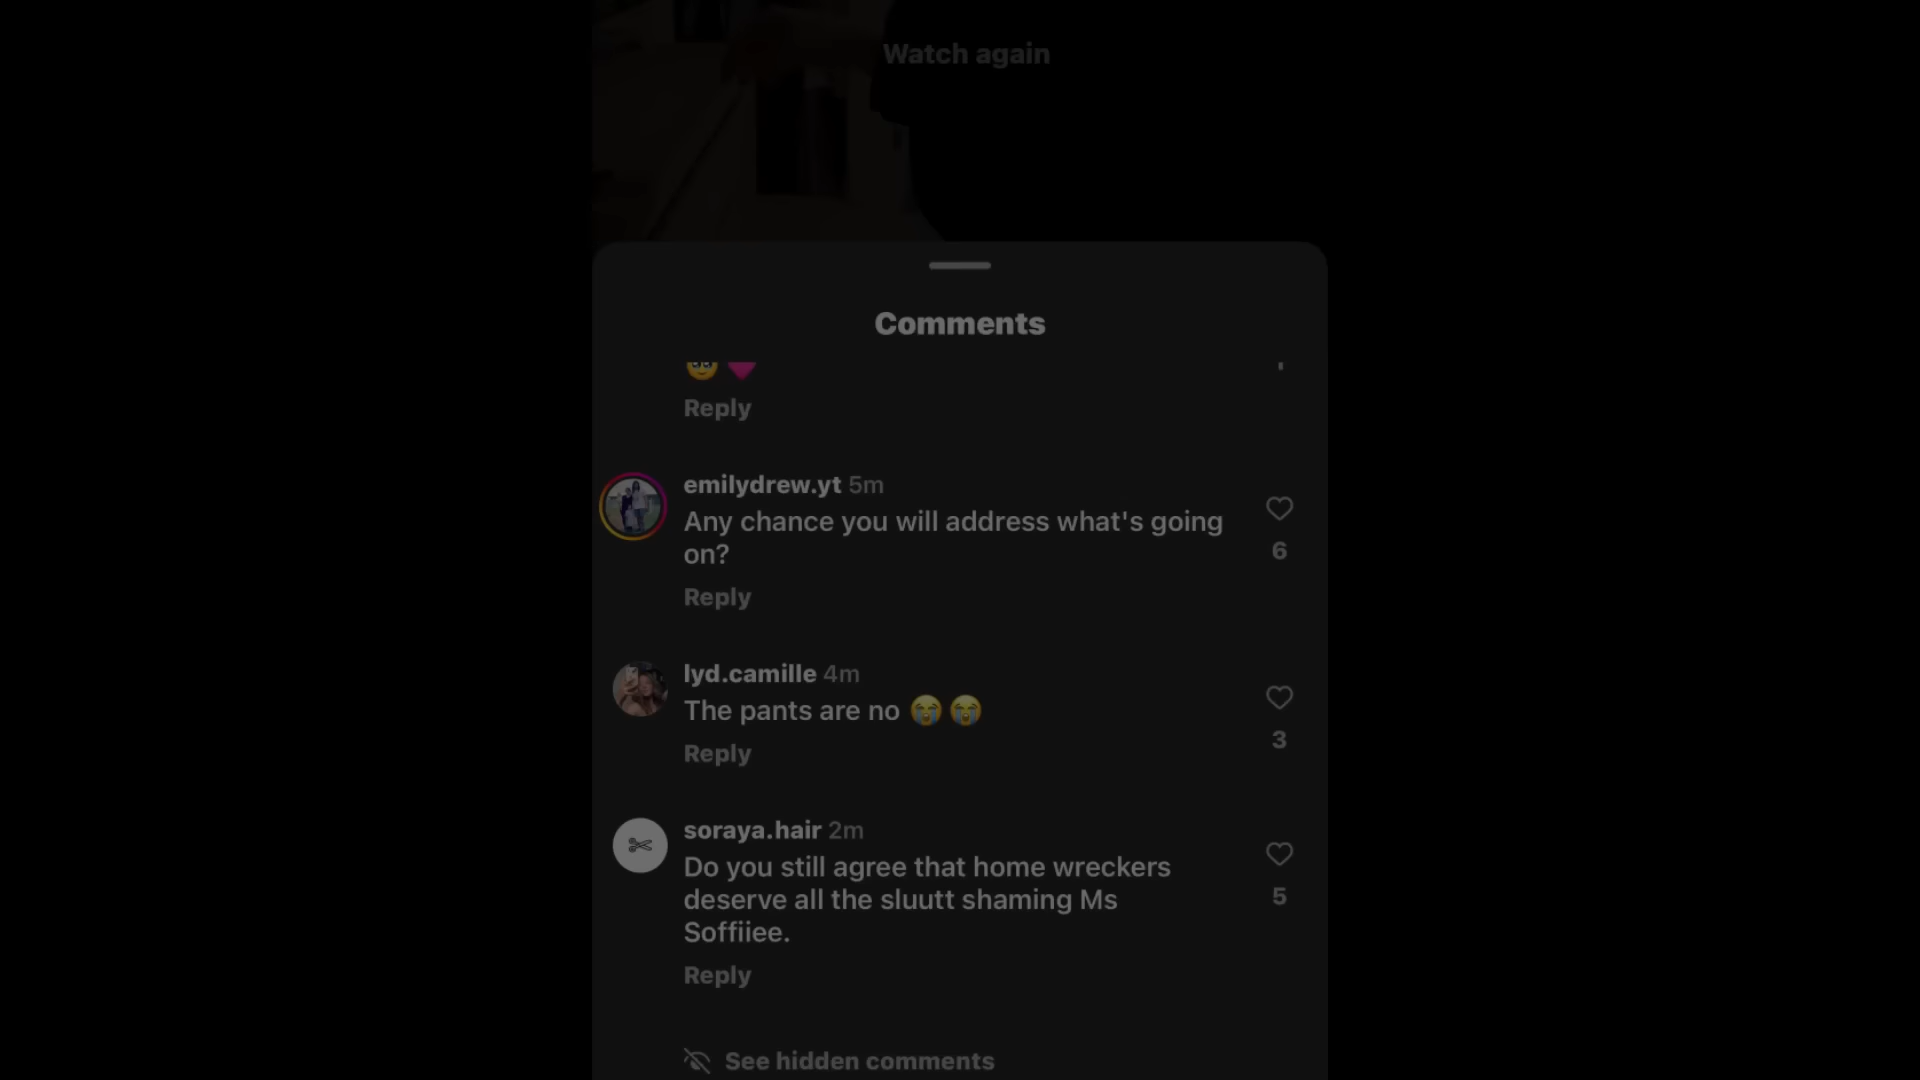 Watch again
Comments
🥹 💗
Reply
emilydrew.yt 5m
Any chance you will address what's going
on?
6
Reply
lyd.camille 4m
The pants are no 😭 😭
3
Reply
soraya.hair 2m
Do you still agree that home wreckers
deserve all the sluutt shaming Ms
Soffiiee.
5
Reply
See hidden comments